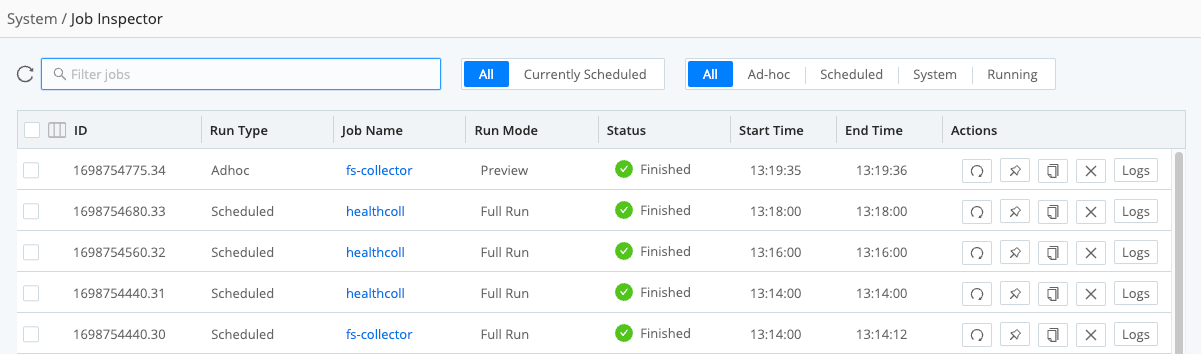 System / Job Inspector
Filter jobs All Currently Scheduled All Ad-hoc Scheduled System Running
ID Run Type Job Name Run Mode Status Start Time End Time Actions
1698754775.34 Adhoc fs-collector Preview Finished 13:19:35 13:19:36 Logs
1698754680.33 Scheduled healthcoll Full Run Finished 13:18:00 13:18:00 Logs
1698754560.32 Scheduled healthcoll Full Run Finished 13:16:00 13:16:00 Logs
1698754440.31 Scheduled healthcoll Full Run Finished 13:14:00 13:14:00 Logs
1698754440.30 Scheduled fs-collector Full Run Finished 13:14:00 13:14:12 Logs